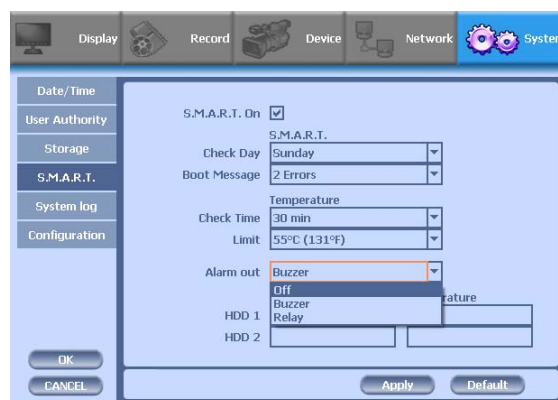 Display Record Device Network System
Date/Time
User Authority
Storage
S.M.A.R.T.
System log
Configuration
OK
CANCEL
S.M.A.R.T. On
S.M.A.R.T.
Check Day Sunday
Boot Message 2 Errors
Temperature
Check Time 30 min
Limit 55ºC (131ºF)
Alarm out Buzzer
Off
Buzzer
Relay
rature
HDD 1
HDD 2
Apply Default